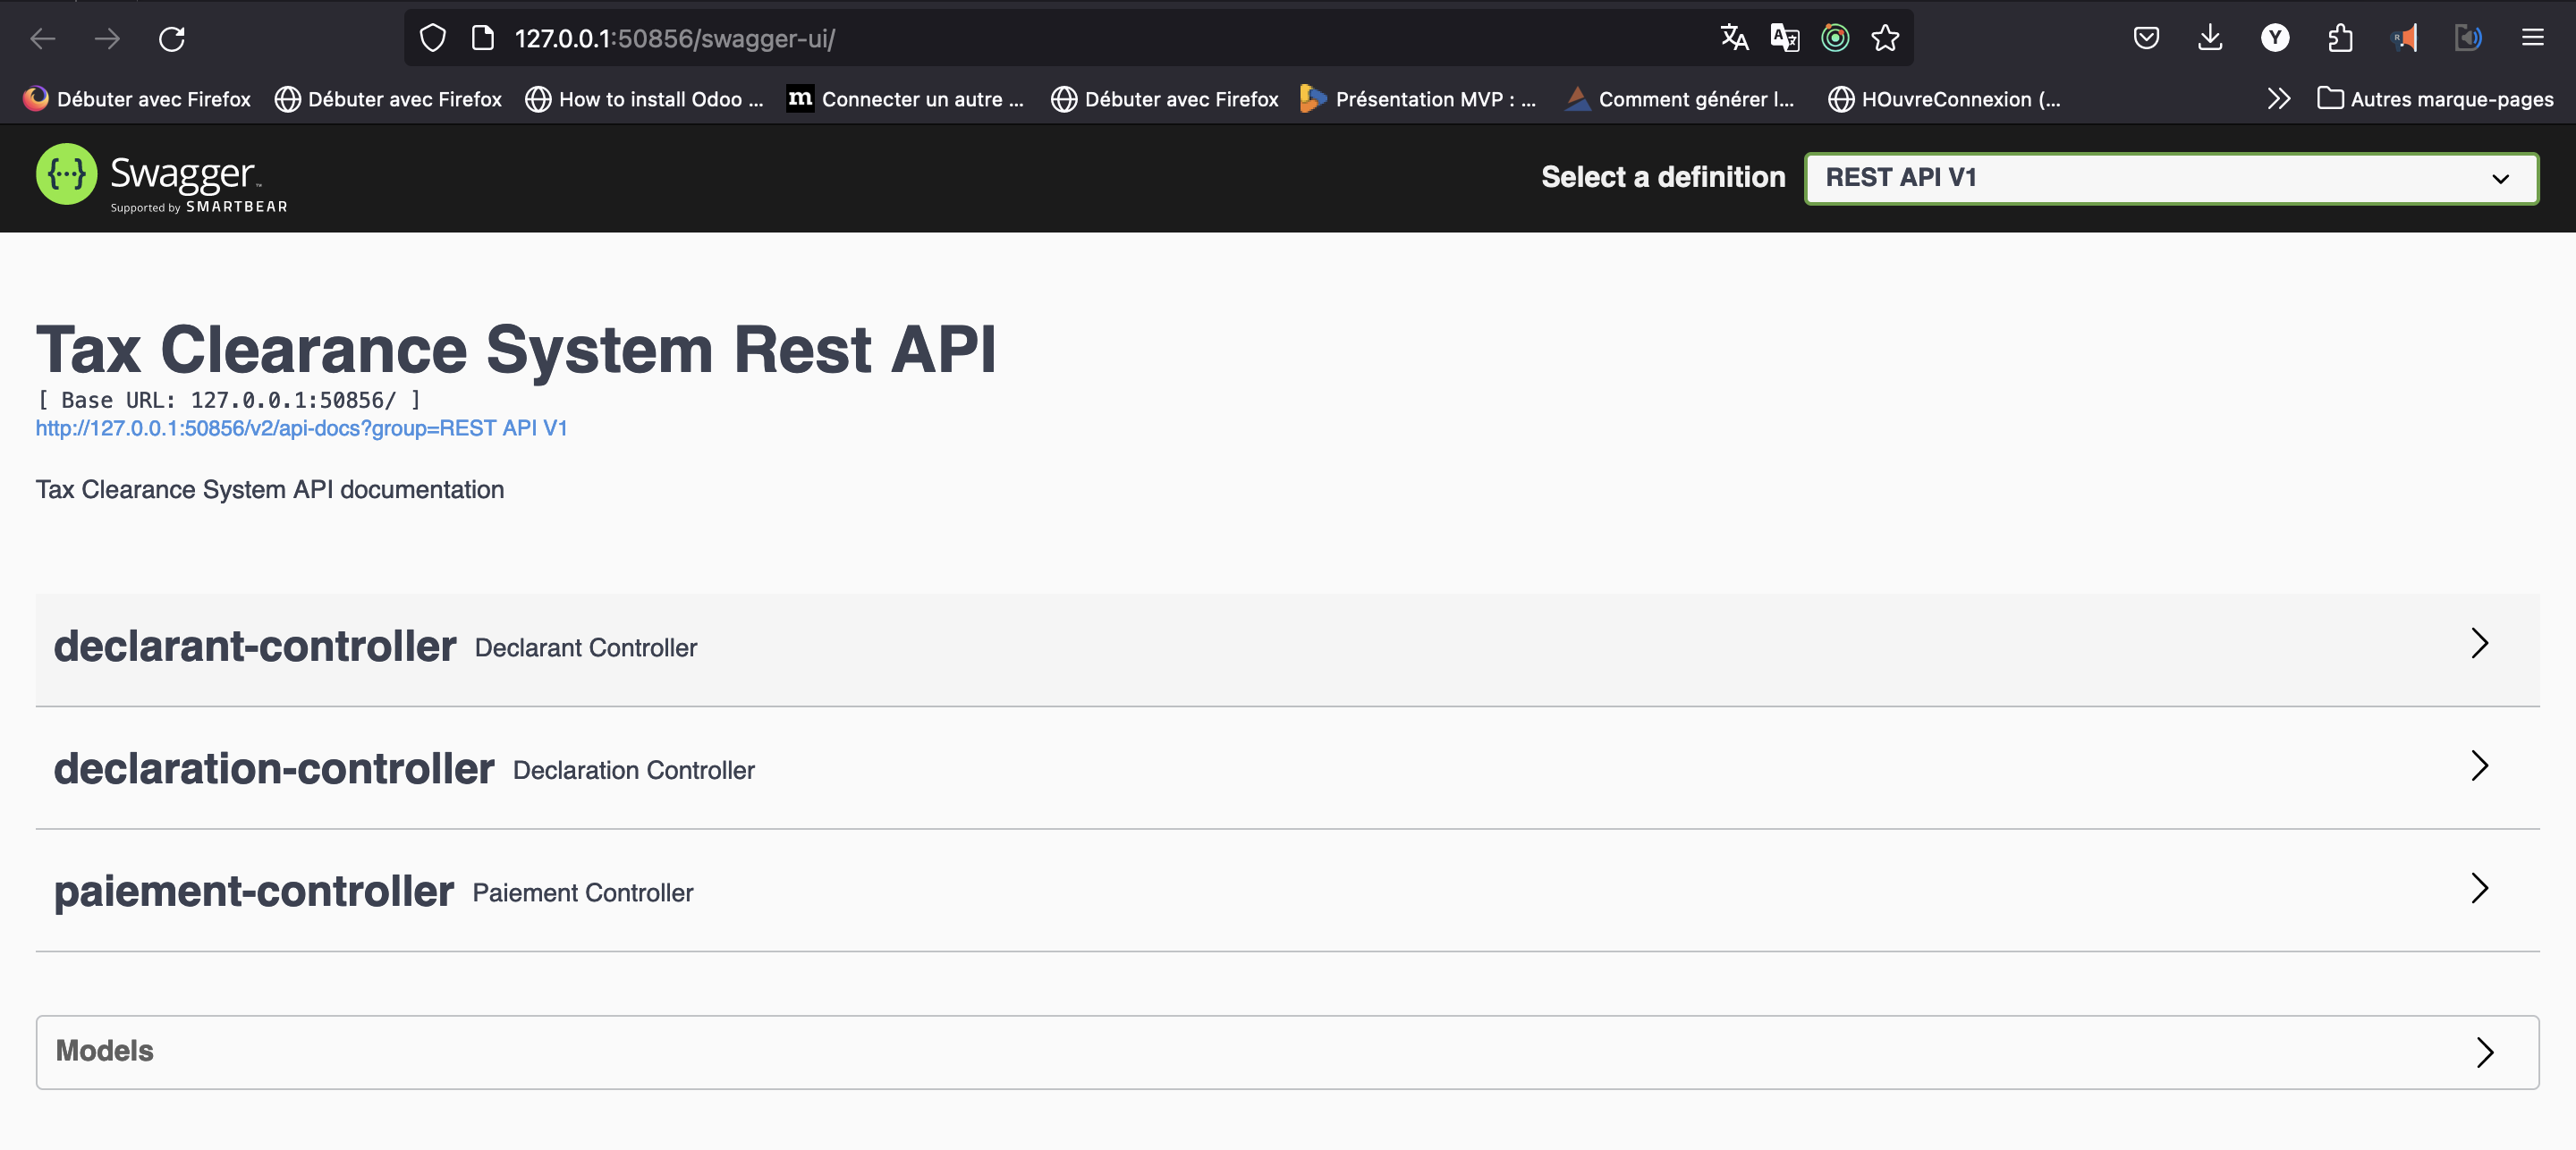 127.0.0.1:50856/swagger-ui/
Débuter avec Firefox Débuter avec Firefox How to install Odoo ... m Connecter un autre ... Débuter avec Firefox Présentation MVP : ... Comment générer l... HOuvreConnexion (... Autres marque-pages
{...} Swagger™ Select a definition REST API V1
Supported by SMARTBEAR
Tax Clearance System Rest API
[ Base URL: 127.0.0.1:50856/ ]
http://127.0.0.1:50856/v2/api-docs?group=REST API V1
Tax Clearance System API documentation
declarant-controller Declarant Controller
declaration-controller Declaration Controller
paiement-controller Paiement Controller
Models